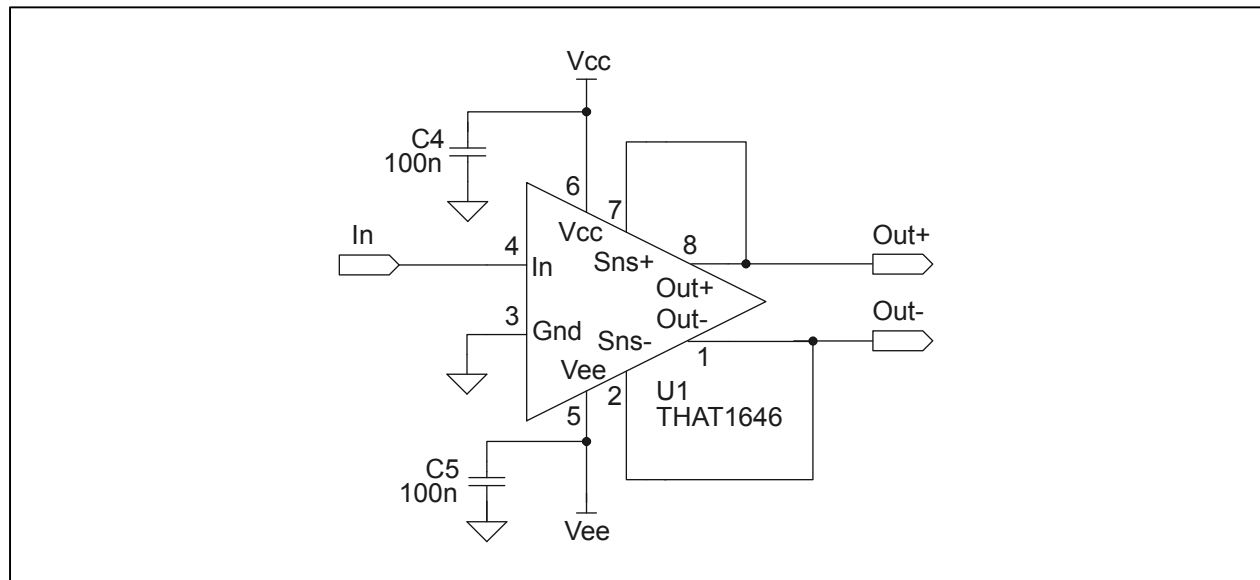 Vcc
C4
100n
6
7
Vcc
In
4
In
Sns+
8
Out+
Out+
3
Gnd
Out-
Out-
Sns-
1
Vee
2
U1
THAT1646
5
C5
100n
Vee